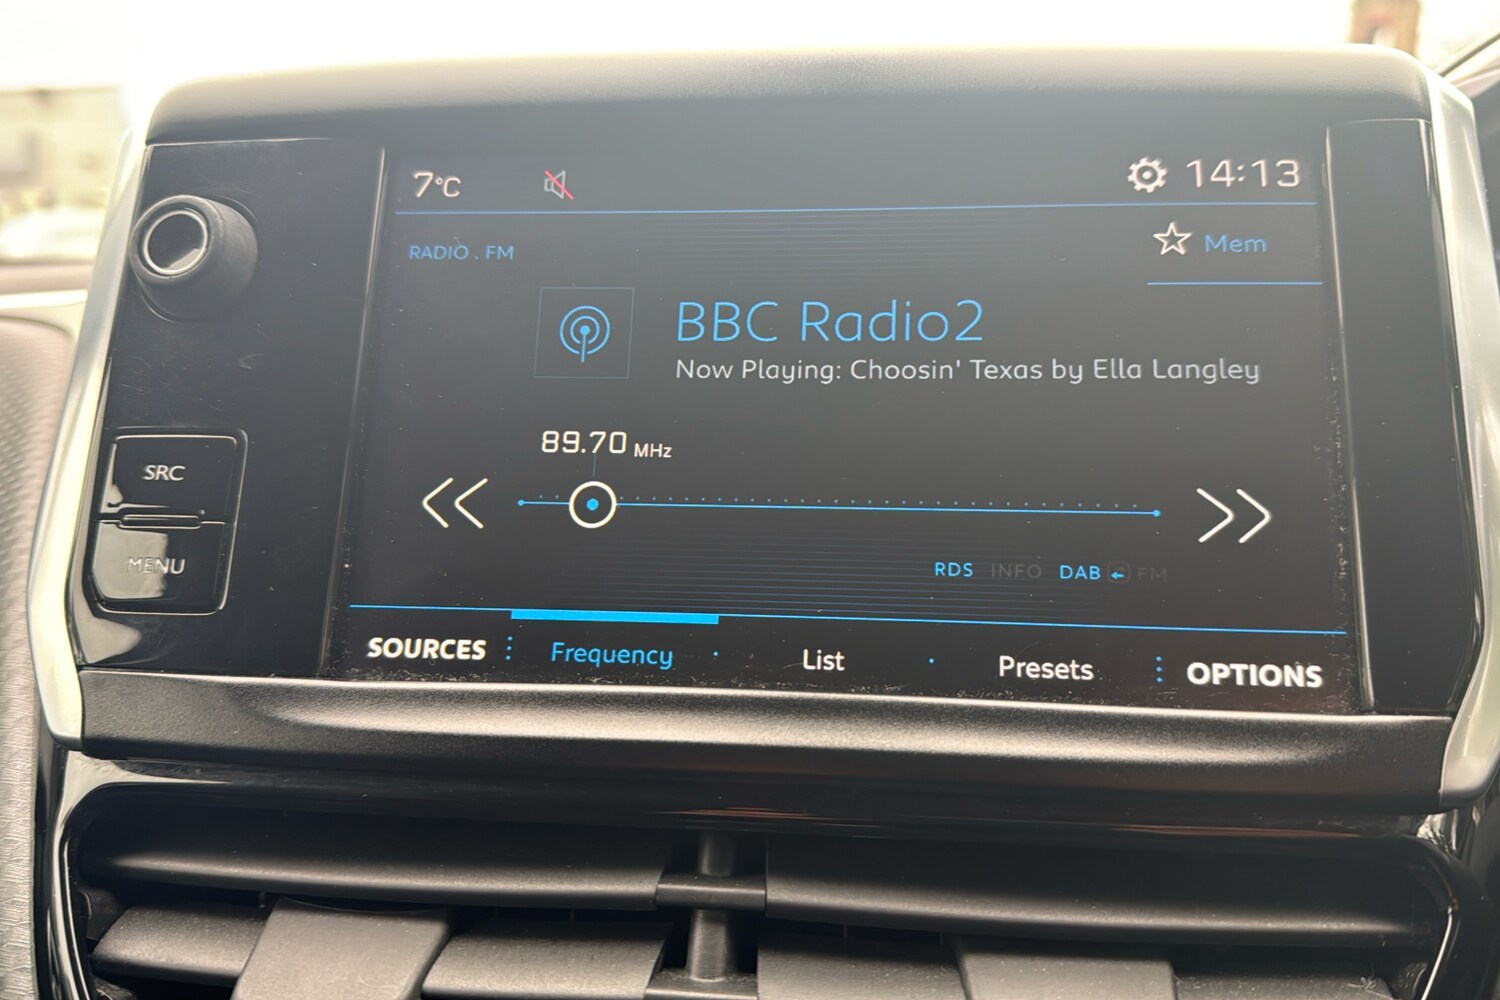 7°C
14:13
RADIO . FM
Mem
BBC Radio2
Now Playing: Choosin' Texas by Ella Langley
89.70 MHz
SRC
MENU
RDS INFO DAB FM
SOURCES Frequency List Presets OPTIONS